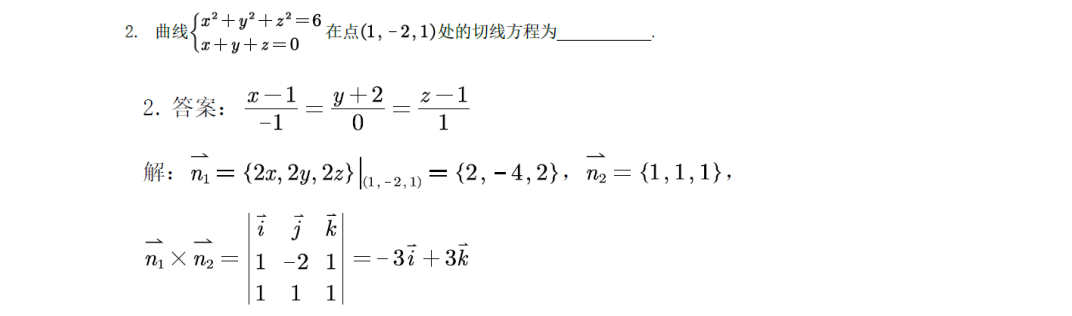 2. 曲线{x²+y²+z²=6 x+y+z=0 在点(1,-2,1)处的切线方程为________.
2. 答案： (x-1)/-1 = (y+2)/0 = (z-1)/1
解： n₁⃗ = {2x,2y,2z}|(1,-2,1) = {2,-4,2}， n₂⃗ = {1,1,1}，
n₁⃗ × n₂⃗ = |i⃗ j⃗ k⃗; 1 -2 1; 1 1 1| = -3i⃗ + 3k⃗